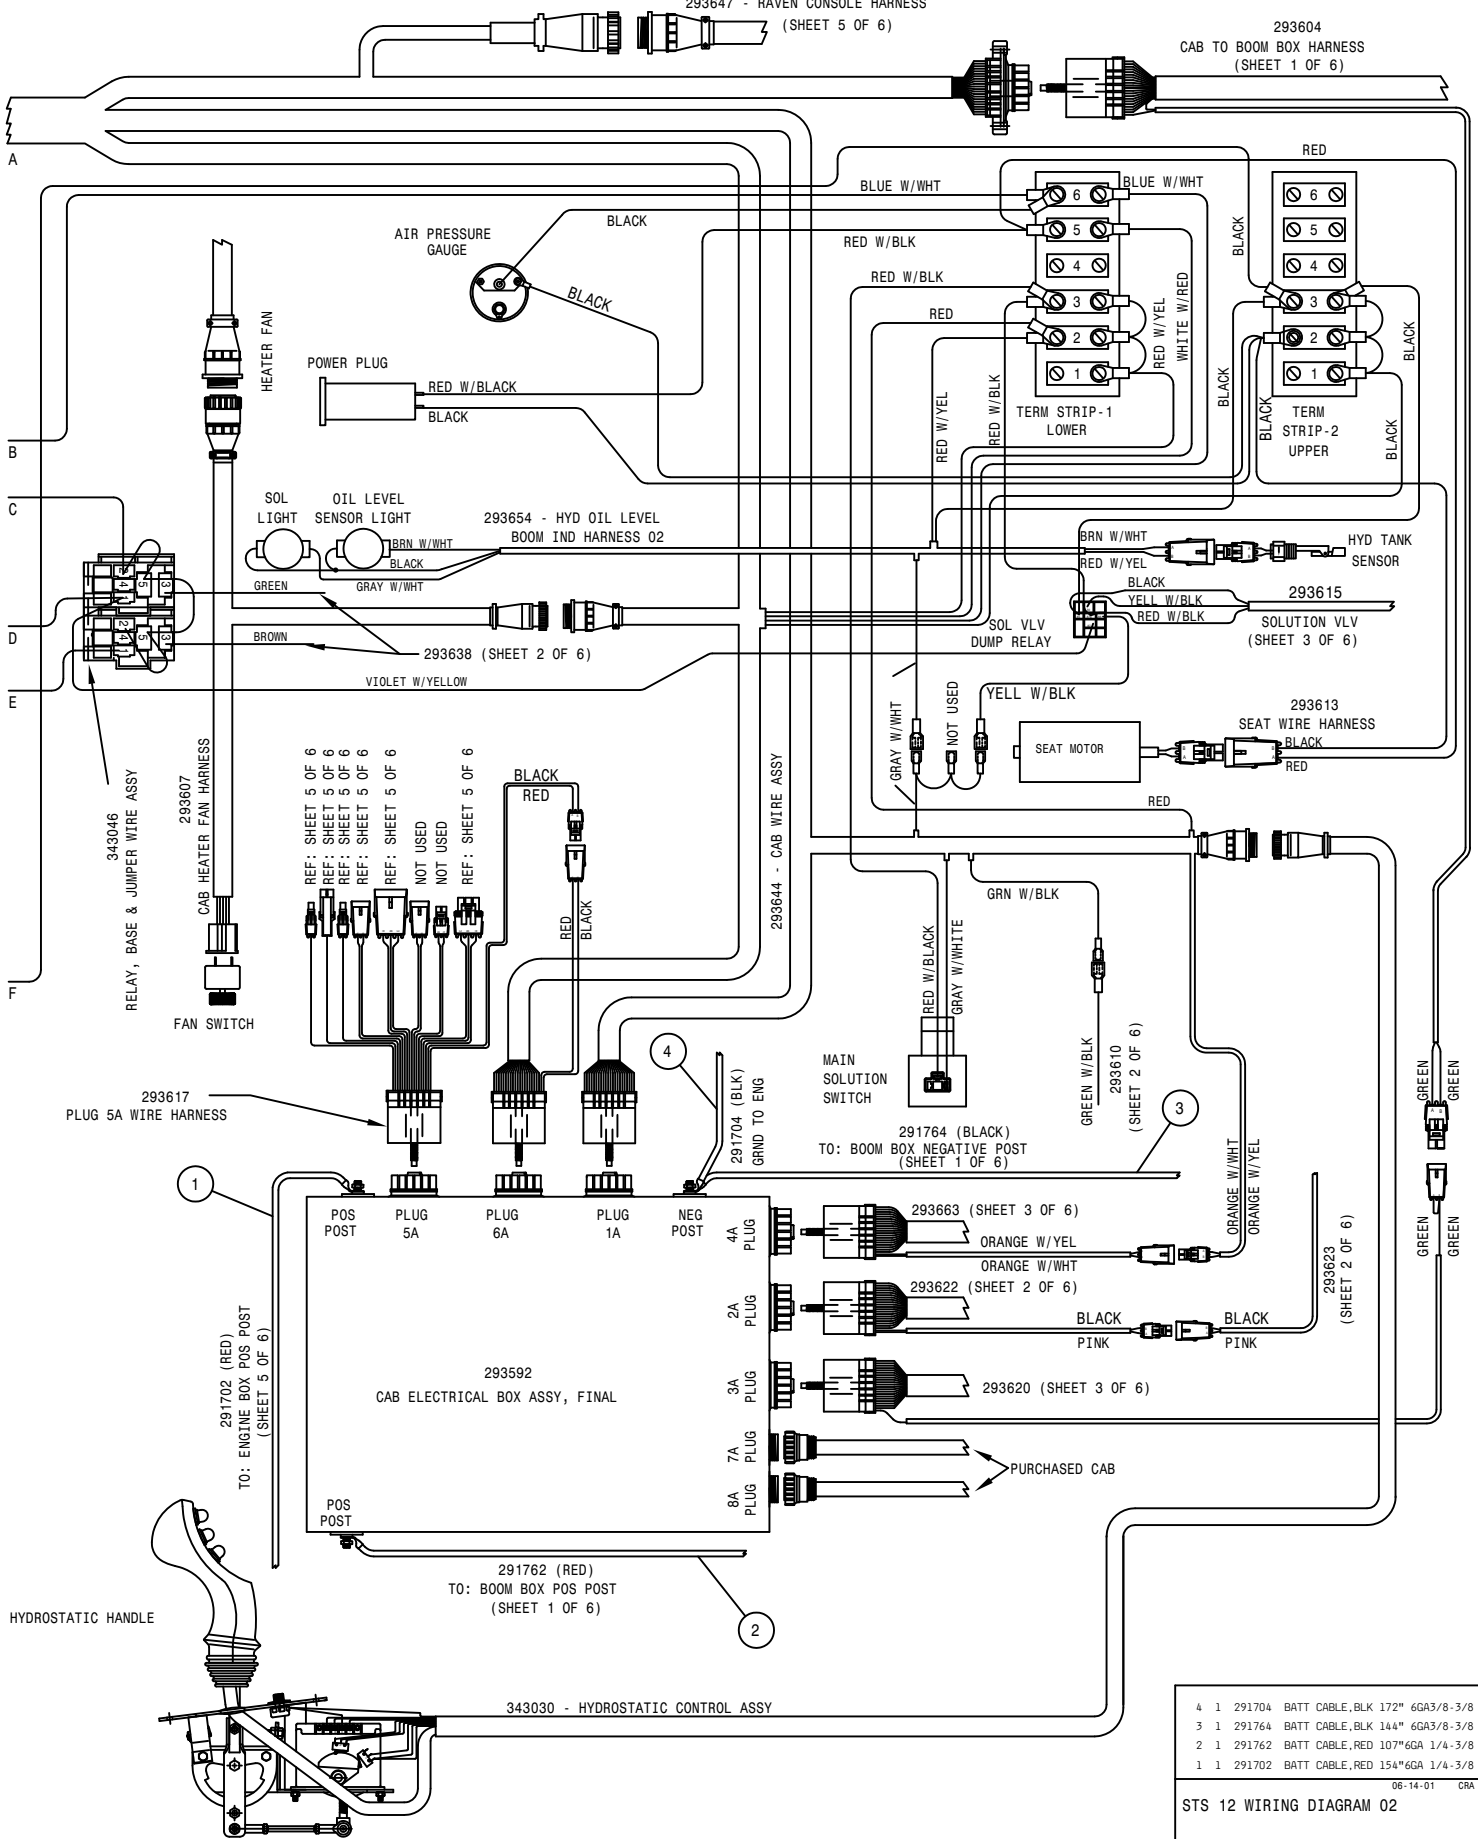 293647 - RAVEN CONSOLE HARNESS
(SHEET 5 OF 6)
293604
CAB TO BOOM BOX HARNESS
(SHEET 1 OF 6)
A
RED
BLUE W/WHT
6
BLUE W/WHT
6
BLACK
AIR PRESSURE
GAUGE
RED W/BLK
5
BLACK
5
RED W/BLK
4
4
BLACK
3
3
RED
2
RED W/YEL
WHITE W/RED
2
BLACK
HEATER FAN
POWER PLUG
RED W/BLACK
BLACK
1
1
RED W/YEL
RED W/BLK
TERM STRIP-1
LOWER
BLACK
BLACK
TERM
STRIP-2
UPPER
BLACK
B
C
SOL
LIGHT
OIL LEVEL
SENSOR LIGHT
293654 - HYD OIL LEVEL
BOOM IND HARNESS 02
BRN W/WHT
BLACK
GRAY W/WHT
BRN W/WHT
RED W/YEL
HYD TANK
SENSOR
2
4
1
5
3
GREEN
BLACK
YELL W/BLK
RED W/BLK
293615
SOLUTION VLV
(SHEET 3 OF 6)
SOL VLV
DUMP RELAY
D
2
4
1
5
3
BROWN
293638 (SHEET 2 OF 6)
VIOLET W/YELLOW
E
GRAY W/WHT
NOT USED
YELL W/BLK
293613
SEAT WIRE HARNESS
SEAT MOTOR
BLACK
RED
343046
RELAY, BASE & JUMPER WIRE ASSY
293607
CAB HEATER FAN HARNESS
REF: SHEET 5 OF 6
REF: SHEET 5 OF 6
REF: SHEET 5 OF 6
REF: SHEET 5 OF 6
REF: SHEET 5 OF 6
NOT USED
NOT USED
REF: SHEET 5 OF 6
BLACK
RED
RED
BLACK
293644 - CAB WIRE ASSY
RED
GRN W/BLK
RED W/BLACK
GRAY W/WHITE
F
FAN SWITCH
MAIN
SOLUTION
SWITCH
GREEN W/BLK
293610
(SHEET 2 OF 6)
GREEN
GREEN
293617
PLUG 5A WIRE HARNESS
4
291704 (BLK)
GRND TO ENG
291764 (BLACK)
TO: BOOM BOX NEGATIVE POST
(SHEET 1 OF 6)
3
ORANGE W/WHT
ORANGE W/YEL
1
POS
POST
PLUG
5A
PLUG
6A
PLUG
1A
NEG
POST
4A
PLUG
293663 (SHEET 3 OF 6)
ORANGE W/YEL
ORANGE W/WHT
GREEN
GREEN
2A
PLUG
293622 (SHEET 2 OF 6)
BLACK
PINK
BLACK
PINK
293623
(SHEET 2 OF 6)
291702 (RED)
TO: ENGINE BOX POS POST
(SHEET 5 OF 6)
293592
CAB ELECTRICAL BOX ASSY, FINAL
3A
PLUG
293620 (SHEET 3 OF 6)
7A
PLUG
PURCHASED CAB
8A
PLUG
POS
POST
291762 (RED)
TO: BOOM BOX POS POST
(SHEET 1 OF 6)
2
HYDROSTATIC HANDLE
343030 - HYDROSTATIC CONTROL ASSY
4 1 291704 BATT CABLE,BLK 172" 6GA3/8-3/8
3 1 291764 BATT CABLE,BLK 144" 6GA3/8-3/8
2 1 291762 BATT CABLE,RED 107"6GA 1/4-3/8
1 1 291702 BATT CABLE,RED 154"6GA 1/4-3/8
06-14-01 CRA
STS 12 WIRING DIAGRAM 02